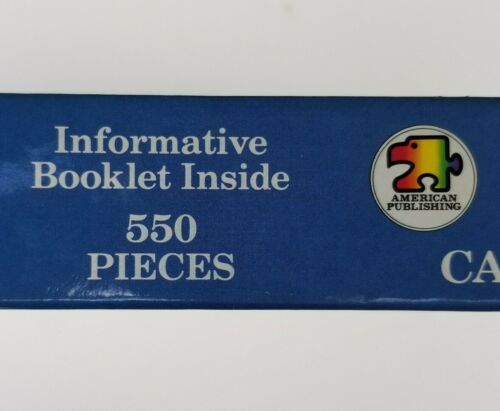 Informative
Booklet Inside
550
PIECES
AMERICAN
PUBLISHING
CA